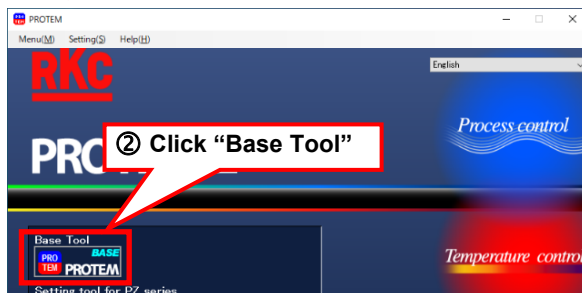 PROTEM
Menu(M) Setting(S) Help(H)
RKC
English
Process control
② Click “Base Tool”
PRO
Base Tool
PRO TEM BASE PROTEM
Temperature control
Setting tool for PZ series